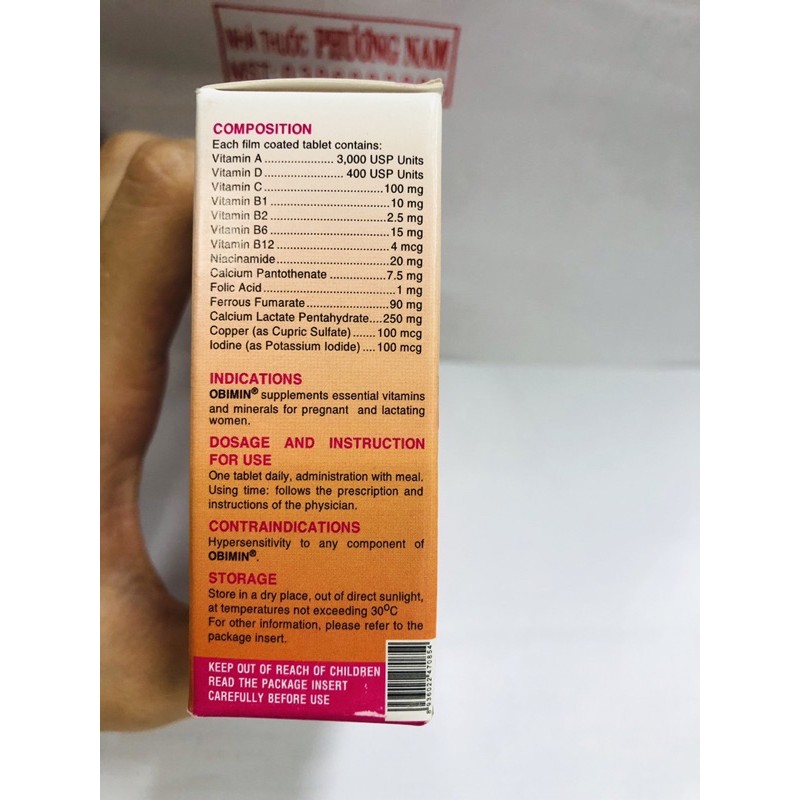 NHÀ THUỐC PHƯƠNG NAM
COMPOSITION
Each film coated tablet contains:
Vitamin A ..................... 3,000 USP Units
Vitamin D ........................ 400 USP Units
Vitamin C ....................................100 mg
Vitamin B1 ....................................10 mg
Vitamin B2 ...................................2.5 mg
Vitamin B6 ................................... 15 mg
Vitamin B12 .................................. 4 mcg
Niacinamide ..................................20 mg
Calcium Pantothenate .................7.5 mg
Folic Acid ........................................1 mg
Ferrous Fumarate .........................90 mg
Calcium Lactate Pentahydrate....250 mg
Copper (as Cupric Sulfate) ....... 100 mcg
Iodine (as Potassium Iodide) .... 100 mcg
INDICATIONS
OBIMIN® supplements essential vitamins
and minerals for pregnant and lactating
women.
DOSAGE AND INSTRUCTION
FOR USE
One tablet daily, administration with meal.
Using time: follows the prescription and
instructions of the physician.
CONTRAINDICATIONS
Hypersensitivity to any component of
OBIMIN®.
STORAGE
Store in a dry place, out of direct sunlight,
at temperatures not exceeding 30⁰C
For other information, please refer to the
package insert.
KEEP OUT OF REACH OF CHILDREN
READ THE PACKAGE INSERT
CAREFULLY BEFORE USE
8 936022 470654